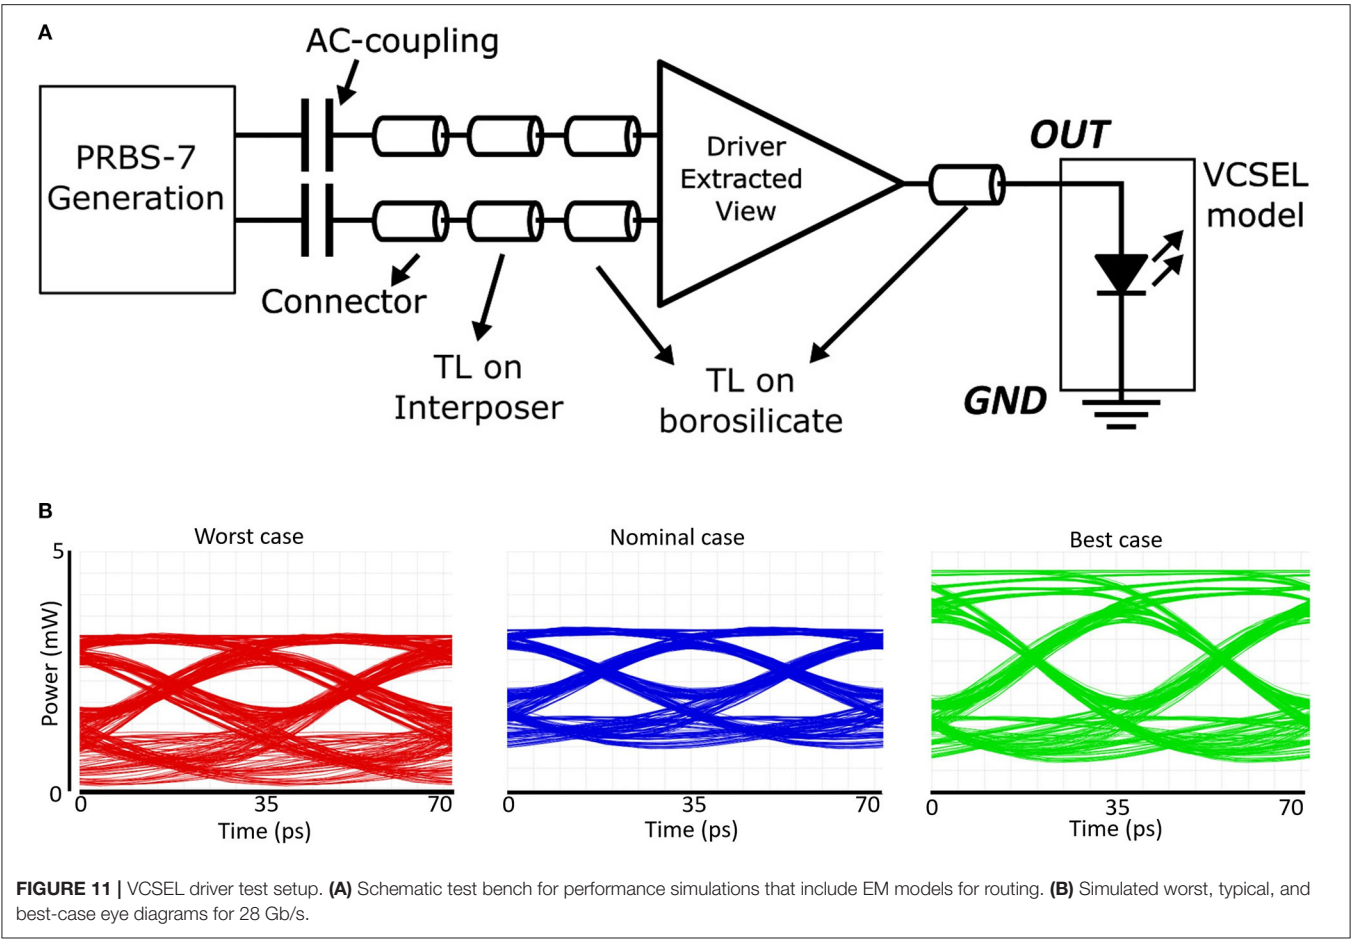 A
AC-coupling
PRBS-7
Generation
Driver
Extracted
View
OUT
VCSEL
model
Connector
TL on
Interposer
TL on
borosilicate
GND
B
Worst case
Nominal case
Best case
5
Power (mW)
0
0 35 70
0 35 70
0 35 70
Time (ps)
Time (ps)
Time (ps)
FIGURE 11 | VCSEL driver test setup. (A) Schematic test bench for performance simulations that include EM models for routing. (B) Simulated worst, typical, and
best-case eye diagrams for 28 Gb/s.